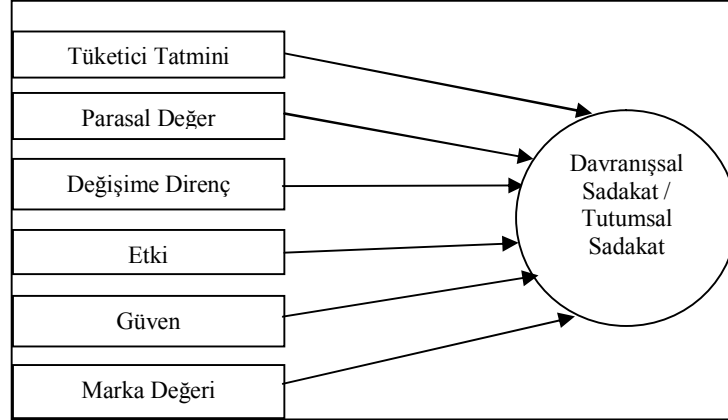 Tüketici Tatmini
Parasal Değer
Değişime Direnç
Etki
Güven
Marka Değeri
Davranışsal
Sadakat /
Tutumsal
Sadakat